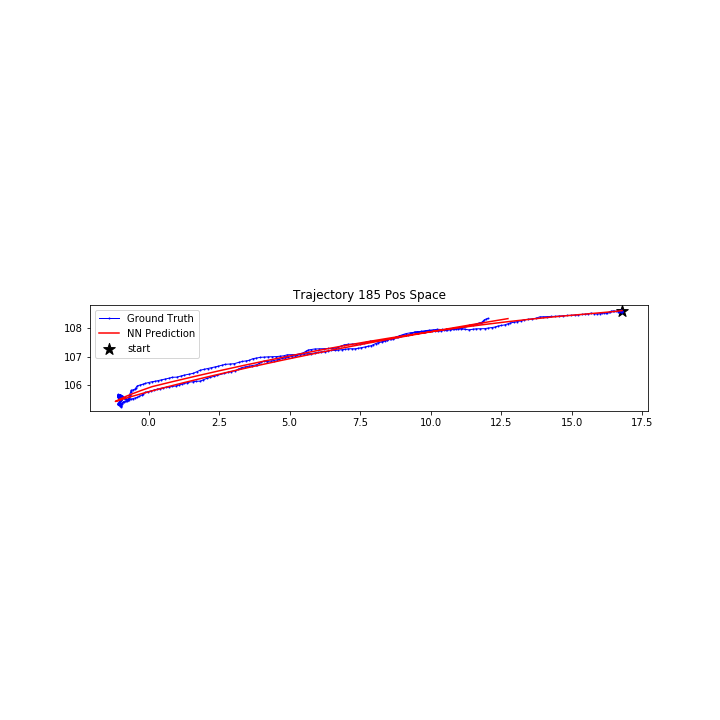 Trajectory 185 Pos Space
Ground Truth
NN Prediction
start
108
107
106
0.0 2.5 5.0 7.5 10.0 12.5 15.0 17.5